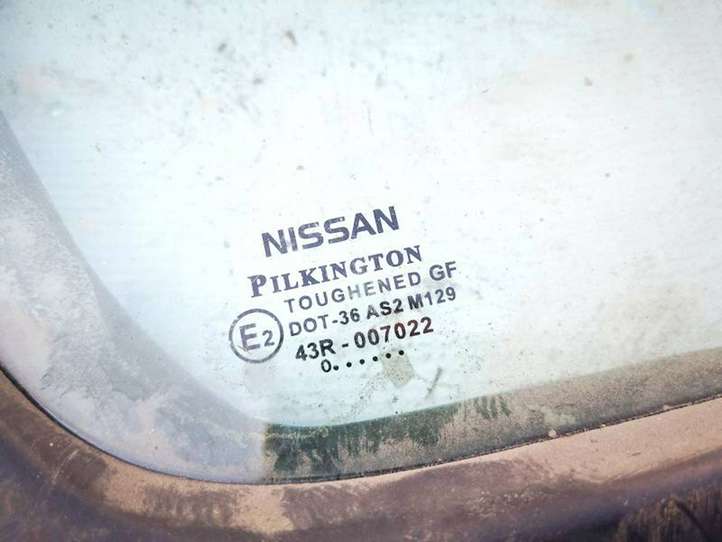 NISSAN
PILKINGTON
TOUGHENED GF
E2 DOT-36 AS2 M129
43R-007022
0......